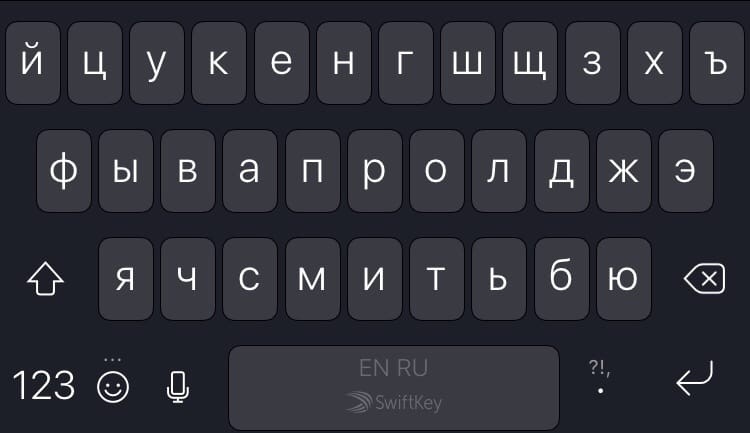 й ц у к е н г ш щ з х ъ
ф ы в а п р о л д ж э
я ч с м и т ь б ю
...
123 EN RU ?!,
SwiftKey .